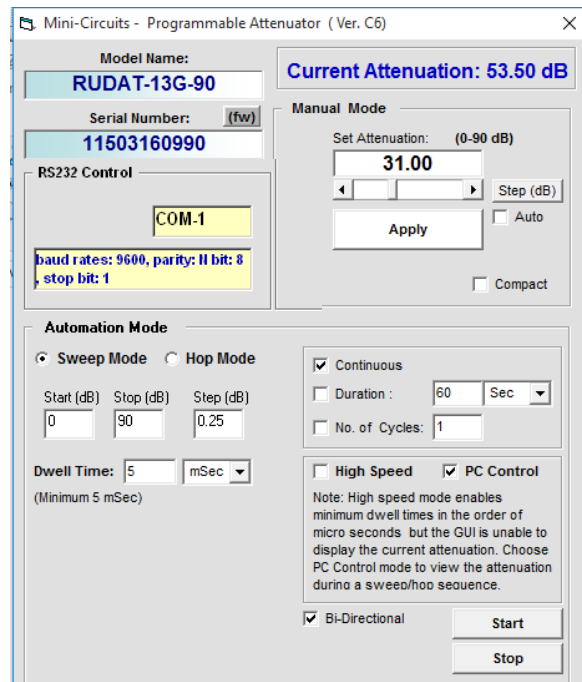 Mini-Circuits - Programmable Attenuator ( Ver. C6)
Model Name:
RUDAT-13G-90
Serial Number:
(fw)
11503160990
Current Attenuation: 53.50 dB
RS232 Control
COM-1
baud rates: 9600, parity: N bit: 8
, stop bit: 1
Manual Mode
Set Attenuation: (0-90 dB)
31.00
Step (dB)
Apply
Auto
Compact
Automation Mode
Sweep Mode
Hop Mode
Start (dB) Stop (dB) Step (dB)
0 90 0.25
Dwell Time: 5 mSec
(Minimum 5 mSec)
Continuous
Duration : 60 Sec
No. of Cycles: 1
High Speed
PC Control
Note: High speed mode enables
minimum dwell times in the order of
micro seconds but the GUI is unable to
display the current attenuation. Choose
PC Control mode to view the attenuation
during a sweep/hop sequence.
Bi-Directional
Start
Stop